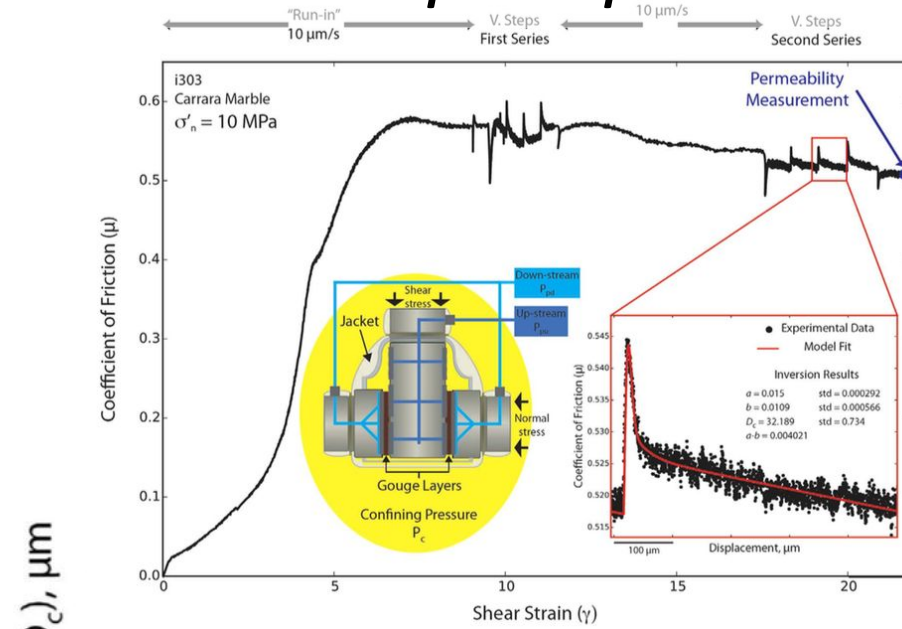 "Run-in"
10 µm/s
V. Steps
First Series
10 µm/s
V. Steps
Second Series
i303
Carrara Marble
σ′n = 10 MPa
Permeability
Measurement
0.6
0.5
0.4
0.3
0.2
0.1
0.0
Coefficient of Friction (µ)
0
5
10
15
20
Shear Strain (γ)
Down-stream
Ppd
Up-stream
Ppu
Shear
stress
Jacket
Normal
stress
Gouge Layers
Confining Pressure
Pc
Experimental Data
Model Fit
Inversion Results
a = 0.015 std = 0.000292
b = 0.0109 std = 0.000566
Dc = 32.189 std = 0.734
a-b = 0.004021
0.545
0.540
0.535
0.530
0.525
0.520
0.515
Coefficient of Friction (µ)
100 µm
Displacement, µm
c), µm